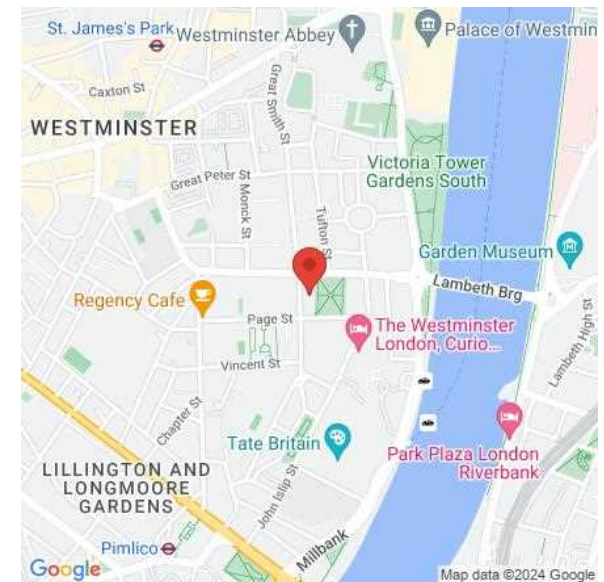 St. James's Park
Westminster Abbey
Palace of Westmin
Caxton St
Great Smith St
WESTMINSTER
Victoria Tower
Gardens South
Great Peter St
Monck St
Tufton St
Garden Museum
Lambeth Brg
Regency Cafe
Page St
The Westminster
London, Curio...
Lambeth High St
Vincent St
Chapter St
Tate Britain
Park Plaza London
Riverbank
LILLINGTON AND
LONGMOORE
GARDENS
John Islip St
Pimlico
Millbank
Google
Map data ©2024 Google